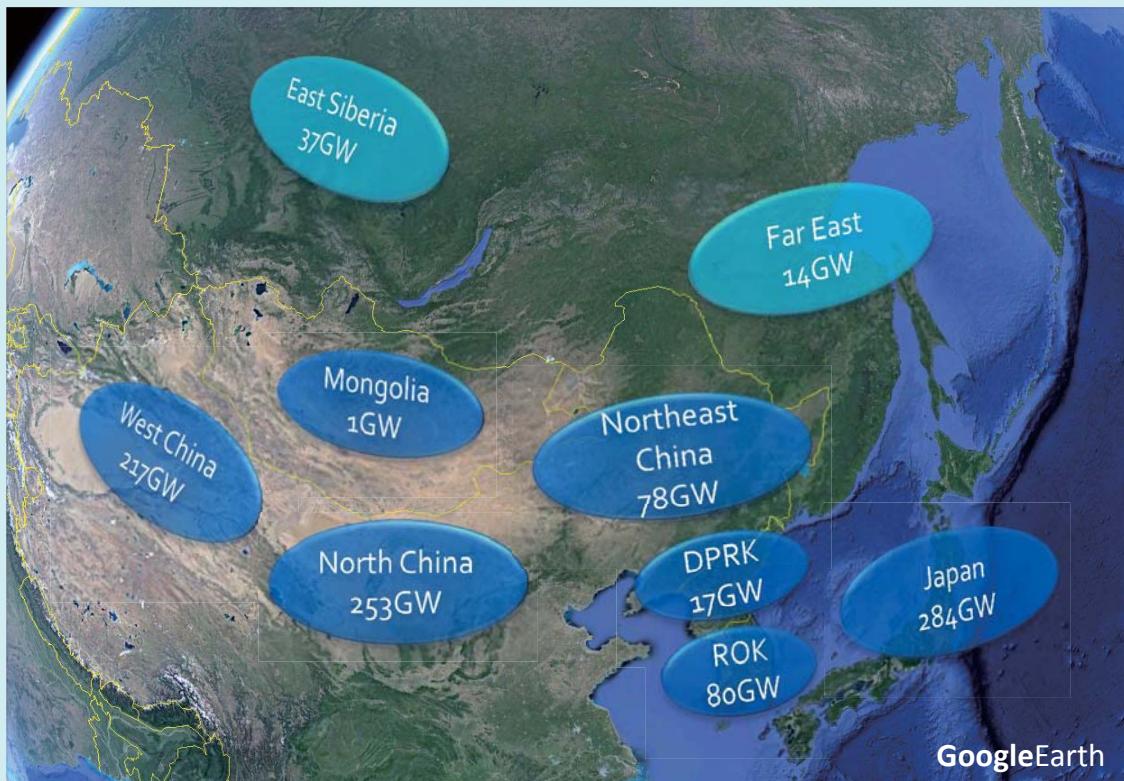 East Siberia
37GW
Far East
14GW
Mongolia
1GW
West China
217GW
Northeast
China
78GW
North China
253GW
DPRK
17GW
Japan
284GW
ROK
80GW
GoogleEarth